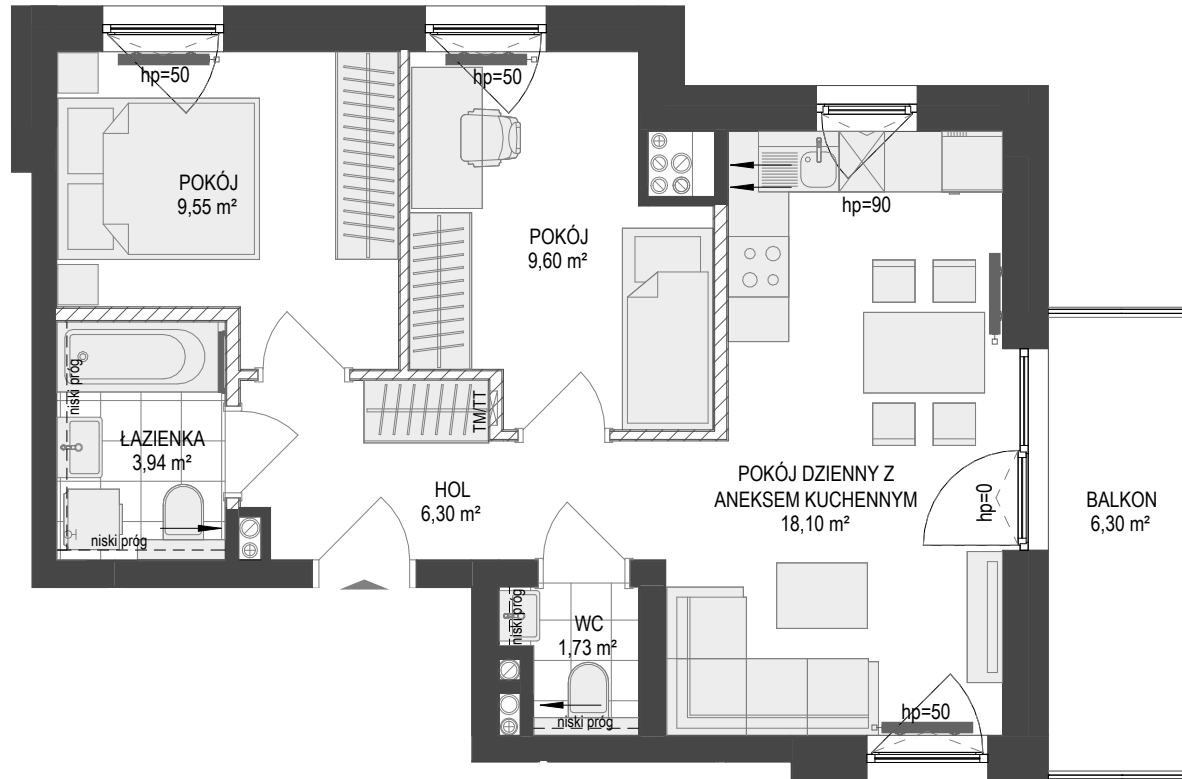 hp=50
hp=50
POKÓJ
9,55 m²
hp=90
POKÓJ
9,60 m²
niski próg
TM/TT
ŁAZIENKA
3,94 m²
HOL
6,30 m²
POKÓJ DZIENNY Z
ANEKSEM KUCHENNYM
18,10 m²
hp=0
BALKON
6,30 m²
niski próg
niski próg
WC
1,73 m²
niski próg
hp=50